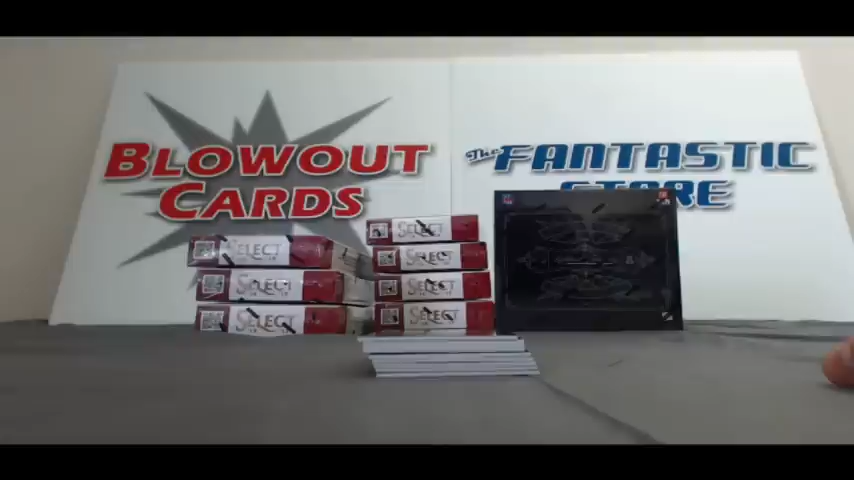 BLOWOUT
CARDS
The FANTASTIC
STORE
SELECT
SELECT
SELECT
SELECT
SELECT
SELECT
SELECT